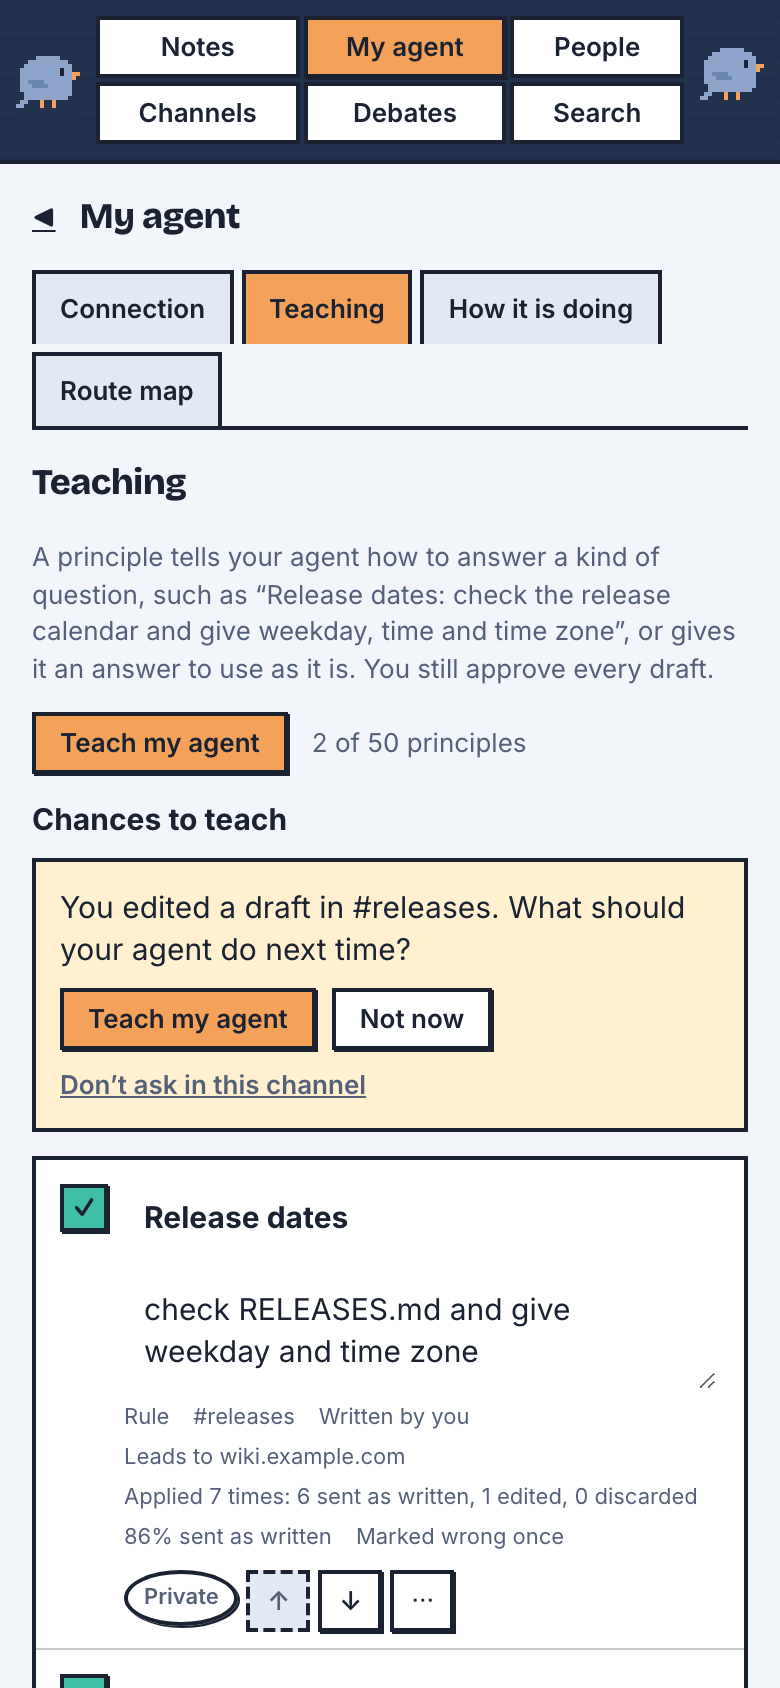 Notes
My agent
People
Channels
Debates
Search
My agent
Connection
Teaching
How it is doing
Route map
Teaching
A principle tells your agent how to answer a kind of
question, such as “Release dates: check the release
calendar and give weekday, time and time zone”, or gives
it an answer to use as it is. You still approve every draft.
Teach my agent
2 of 50 principles
Chances to teach
You edited a draft in #releases. What should
your agent do next time?
Teach my agent
Not now
Don’t ask in this channel
Release dates
check RELEASES.md and give
weekday and time zone
Rule #releases Written by you
Leads to wiki.example.com
Applied 7 times: 6 sent as written, 1 edited, 0 discarded
86% sent as written Marked wrong once
Private